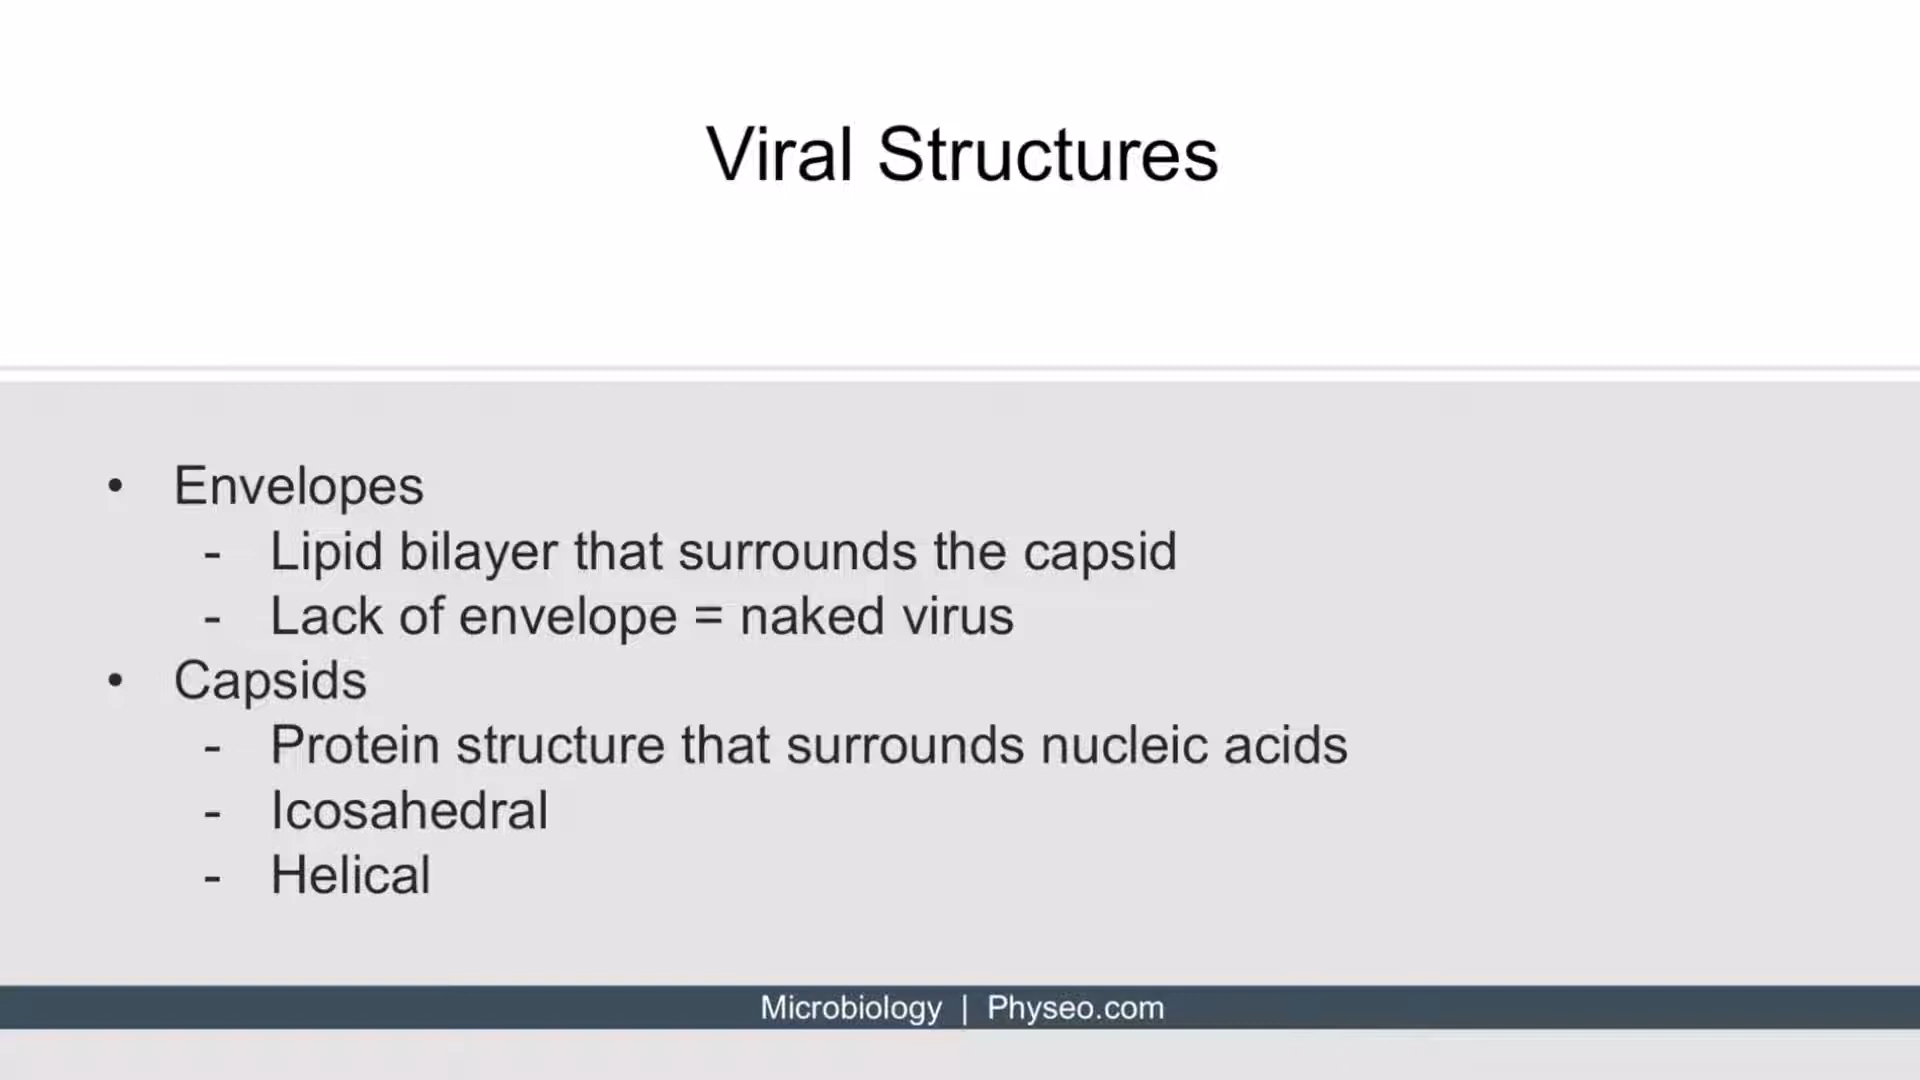 Viral Structures
• Envelopes
- Lipid bilayer that surrounds the capsid
- Lack of envelope = naked virus
• Capsids
- Protein structure that surrounds nucleic acids
- Icosahedral
- Helical
Microbiology | Physeo.com